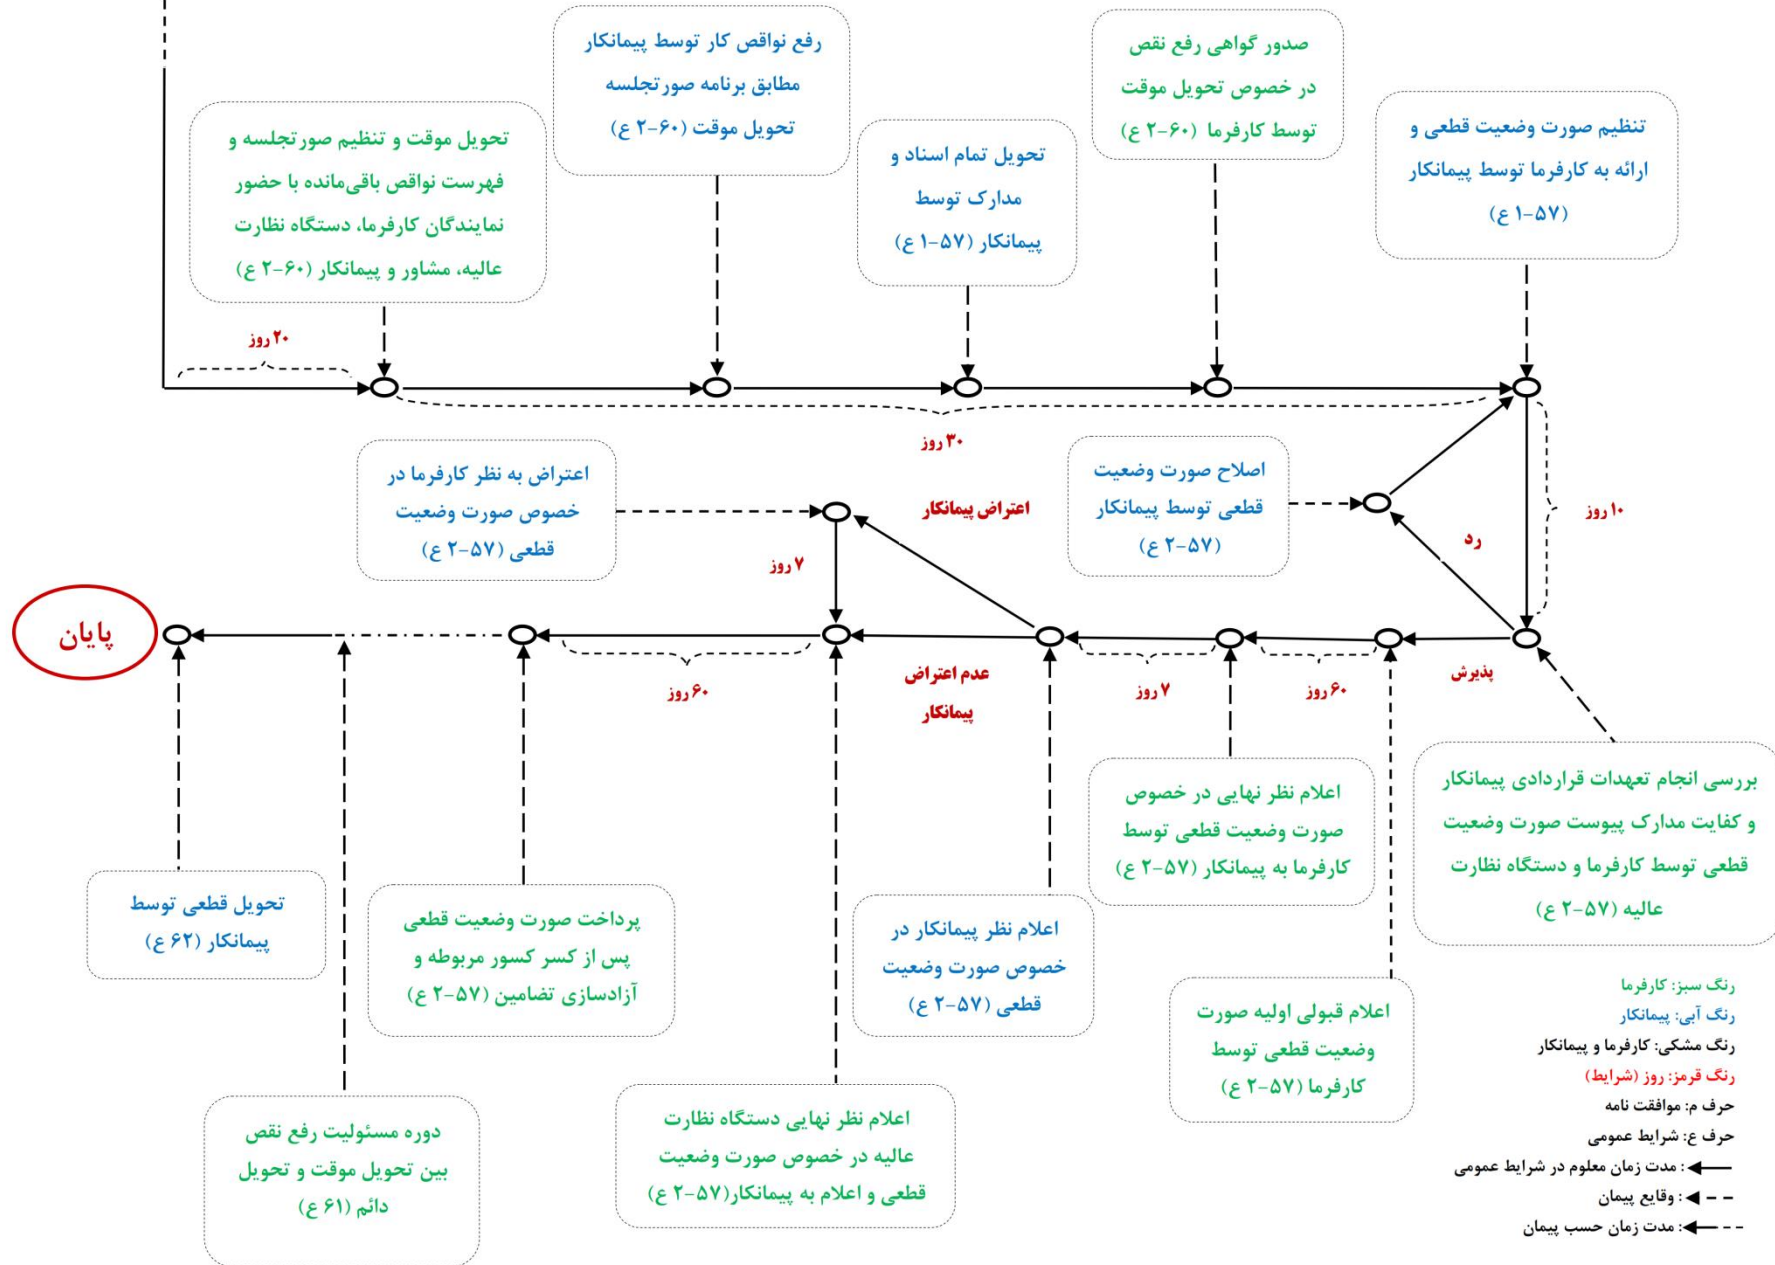 تحویل موقت و تنظیم صورتجلسه و
فهرست نواقص باقی‌مانده با حضور
نمایندگان کارفرما، دستگاه نظارت
عالیه، مشاور و پیمانکار (۶۰-۲ ع)
رفع نواقص کار توسط پیمانکار
مطابق برنامه صورتجلسه
تحویل موقت (۶۰-۲ ع)
تحویل تمام اسناد و
مدارک توسط
پیمانکار (۵۷-۱ ع)
صدور گواهی رفع نقص
در خصوص تحویل موقت
توسط کارفرما (۶۰-۲ ع)
تنظیم صورت وضعیت قطعی و
ارائه به کارفرما توسط پیمانکار
(۵۷-۱ ع)
۲۰ روز
۳۰ روز
۱۰ روز
اصلاح صورت وضعیت
قطعی توسط پیمانکار
(۵۷-۲ ع)
رد
اعتراض پیمانکار
اعتراض به نظر کارفرما در
خصوص صورت وضعیت
قطعی (۵۷-۲ ع)
۷ روز
پذیرش
۶۰ روز
۷ روز
عدم اعتراض
پیمانکار
۶۰ روز
پایان
بررسی انجام تعهدات قراردادی پیمانکار
و کفایت مدارک پیوست صورت وضعیت
قطعی توسط کارفرما و دستگاه نظارت
عالیه (۵۷-۲ ع)
اعلام قبولی اولیه صورت
وضعیت قطعی توسط
کارفرما (۵۷-۲ ع)
اعلام نظر نهایی در خصوص
صورت وضعیت قطعی توسط
کارفرما به پیمانکار (۵۷-۲ ع)
اعلام نظر پیمانکار در
خصوص صورت وضعیت
قطعی (۵۷-۲ ع)
اعلام نظر نهایی دستگاه نظارت
عالیه در خصوص صورت وضعیت
قطعی و اعلام به پیمانکار(۵۷-۲ ع)
پرداخت صورت وضعیت قطعی
پس از کسر کسور مربوطه و
آزادسازی تضامین (۵۷-۲ ع)
دوره مسئولیت رفع نقص
بین تحویل موقت و تحویل
دائم (۶۱ ع)
تحویل قطعی توسط
پیمانکار (۶۲ ع)
رنگ سبز: کارفرما
رنگ آبی: پیمانکار
رنگ مشکی: کارفرما و پیمانکار
رنگ قرمز: روز (شرایط)
حرف م: موافقت نامه
حرف ع: شرایط عمومی
: مدت زمان معلوم در شرایط عمومی
: وقایع پیمان
: مدت زمان حسب پیمان